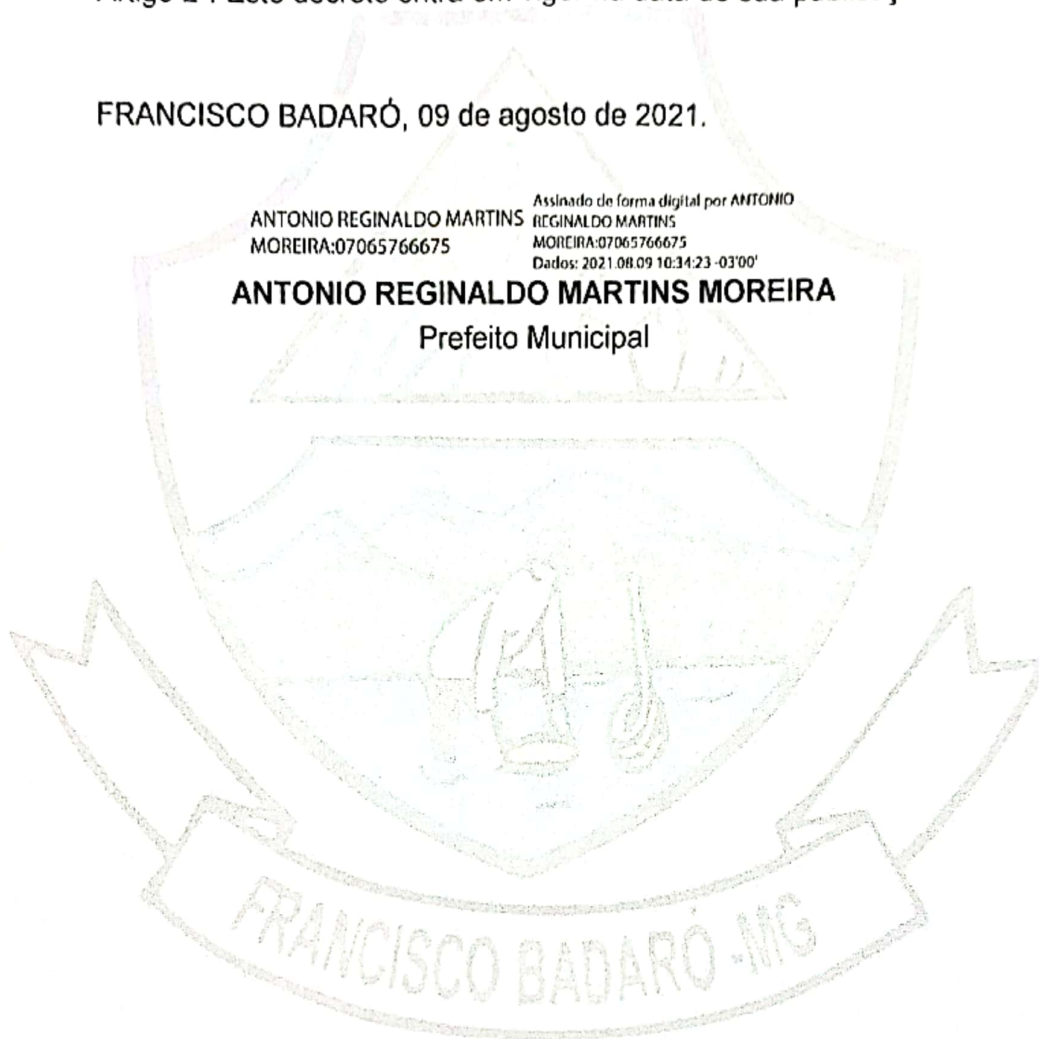 FRANCISCO BADARÓ, 09 de agosto de 2021.
ANTONIO REGINALDO MARTINS
MOREIRA:07065766675
Assinado de forma digital por ANTONIO
REGINALDO MARTINS
MOREIRA:07065766675
Dados: 2021.08.09 10:34:23 -03'00'
ANTONIO REGINALDO MARTINS MOREIRA
Prefeito Municipal
FRANCISCO BADARÓ -MG